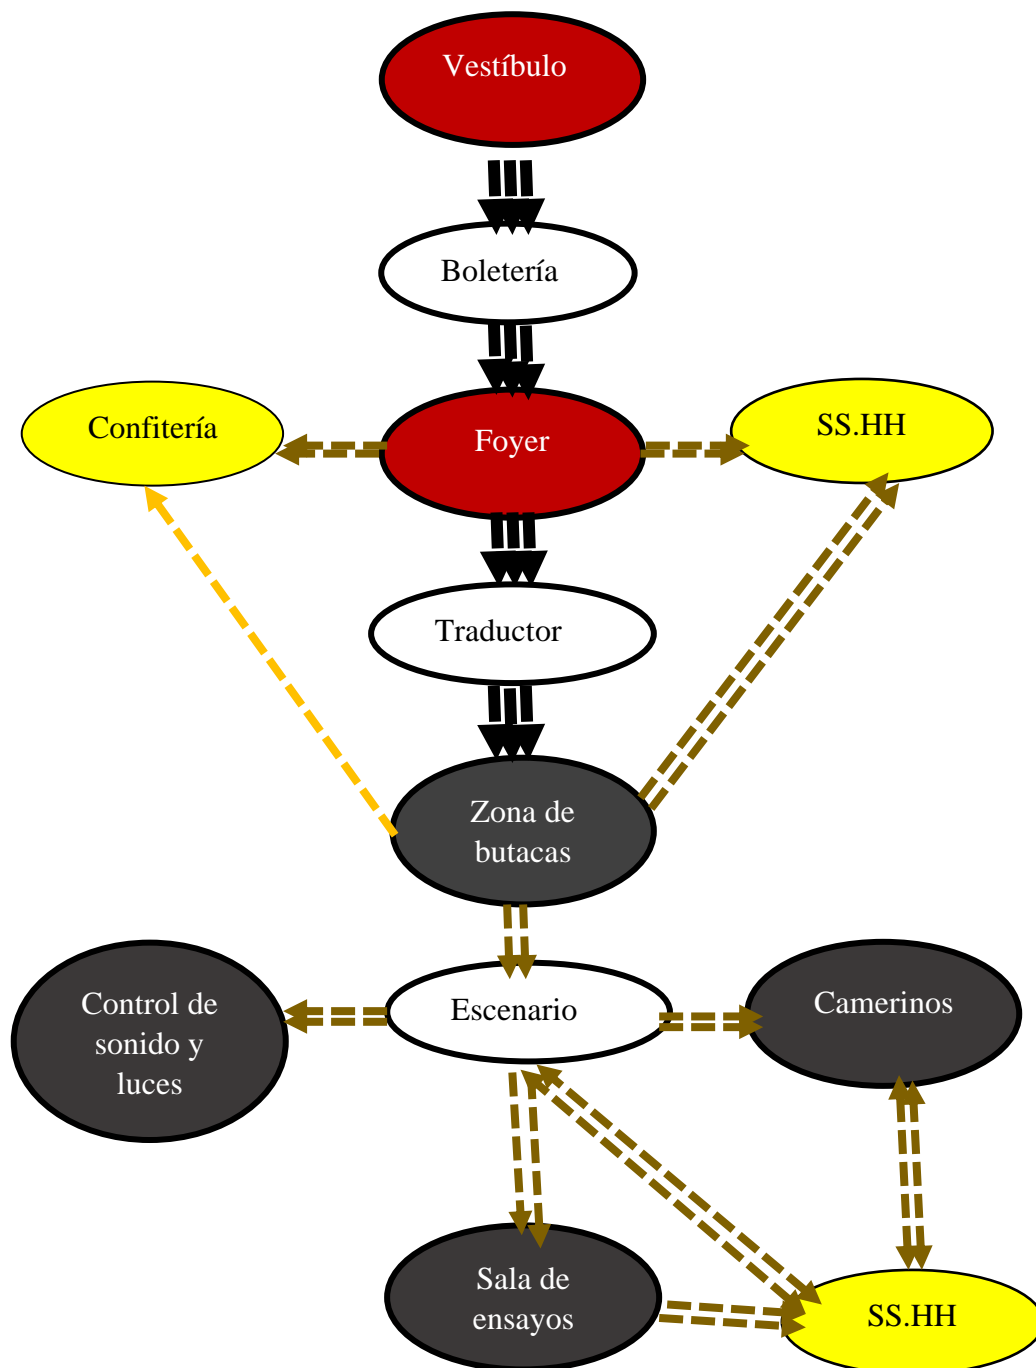 Vestíbulo
Boletería
Confitería
Foyer
SS.HH
Traductor
Zona de
butacas
Control de
sonido y
luces
Escenario
Camerinos
Sala de
ensayos
SS.HH